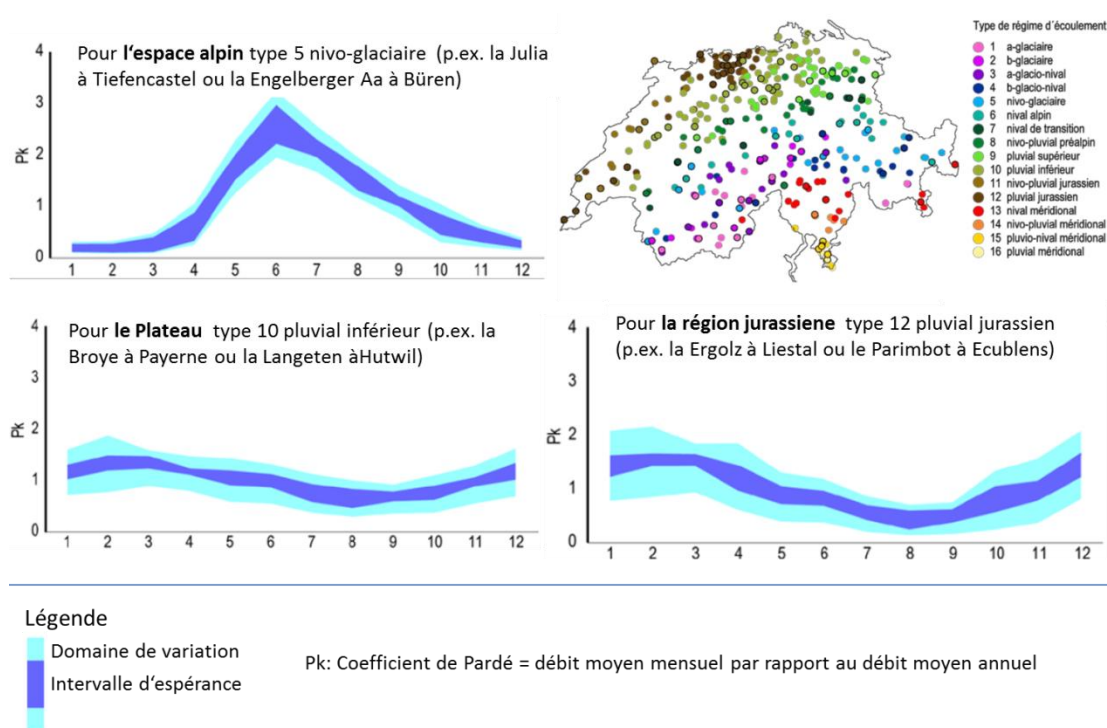 Pour l'espace alpin type 5 nivo-glaciaire (p.ex. la Julia
à Tiefencastel ou la Engelberger Aa à Büren)
4
3
2
1
0
Pk
1 2 3 4 5 6 7 8 9 10 11 12
Type de régime d´écoulement
1 a-glaciaire
2 b-glaciaire
3 a-glacio-nival
4 b-glacio-nival
5 nivo-glaciaire
6 nival alpin
7 nival de transition
8 nivo-pluvial préalpin
9 pluvial supérieur
10 pluvial inférieur
11 nivo-pluvial jurassien
12 pluvial jurassien
13 nival méridional
14 nivo-pluvial méridional
15 pluvio-nival méridional
16 pluvial méridional
Pour le Plateau type 10 pluvial inférieur (p.ex. la
Broye à Payerne ou la Langeten àHutwil)
4
3
2
1
0
Pk
1 2 3 4 5 6 7 8 9 10 11 12
Pour la région jurassiene type 12 pluvial jurassien
(p.ex. la Ergolz à Liestal ou le Parimbot à Ecublens)
4
3
2
1
0
Pk
1 2 3 4 5 6 7 8 9 10 11 12
Légende
Domaine de variation
Intervalle d‘espérance
Pk: Coefficient de Pardé = débit moyen mensuel par rapport au débit moyen annuel